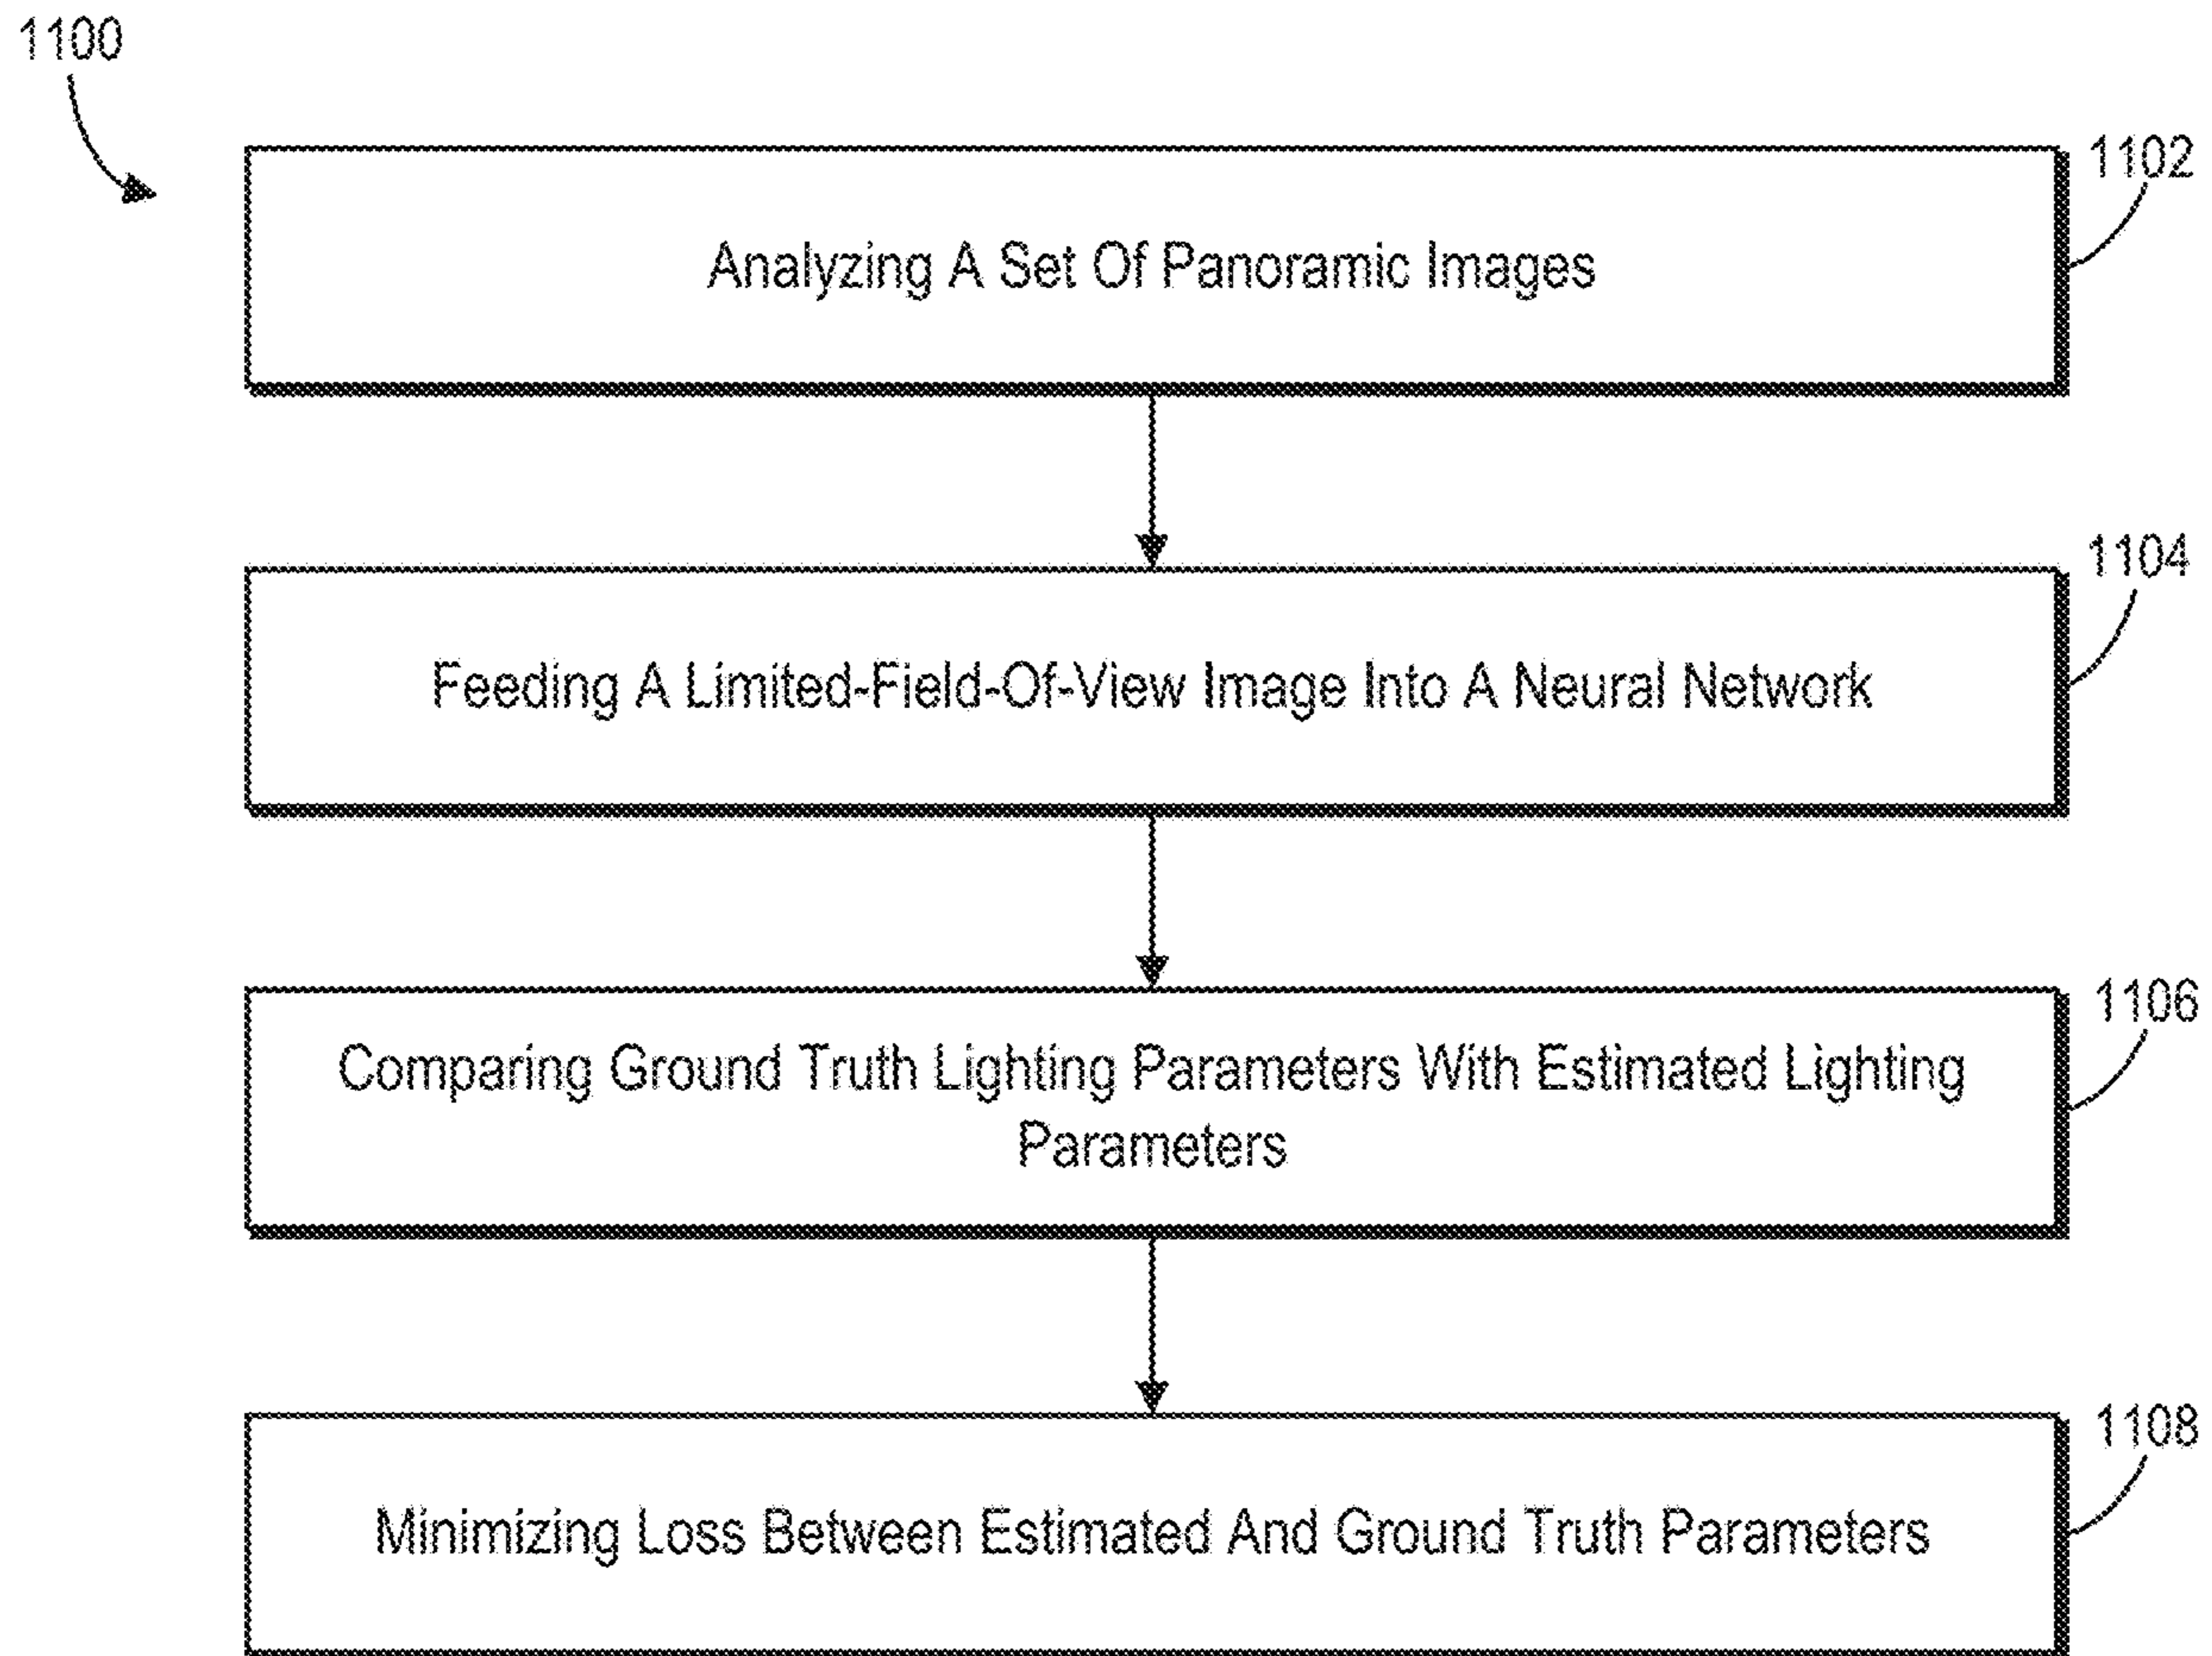 1100
1102
Analyzing A Set Of Panoramic Images
1104
Feeding A Limited-Field-Of-View Image Into A Neural Network
1106
Comparing Ground Truth Lighting Parameters With Estimated Lighting
Parameters
1108
Minimizing Loss Between Estimated And Ground Truth Parameters